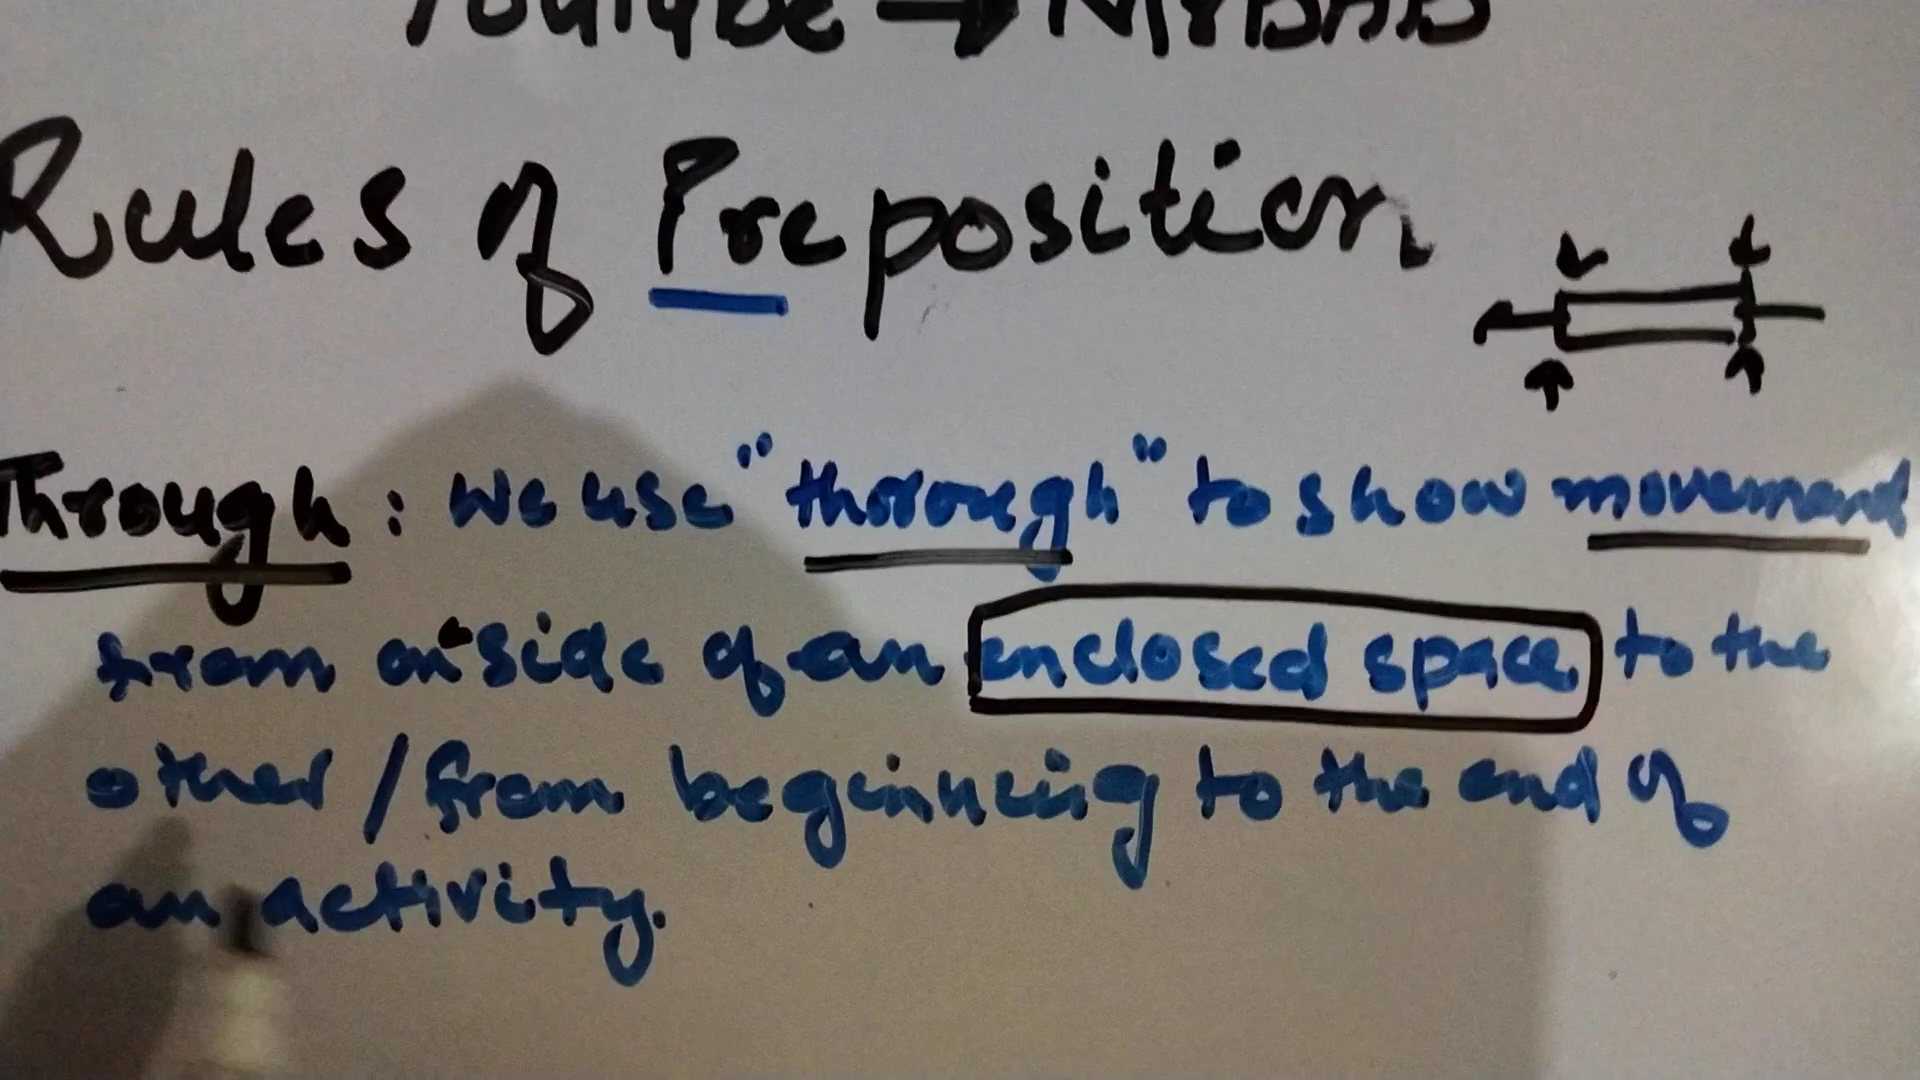 Rules of Preposition
Through: We use "thorough" to show movement
from one side of an enclosed space to the
other / from beginning to the end of
an activity.